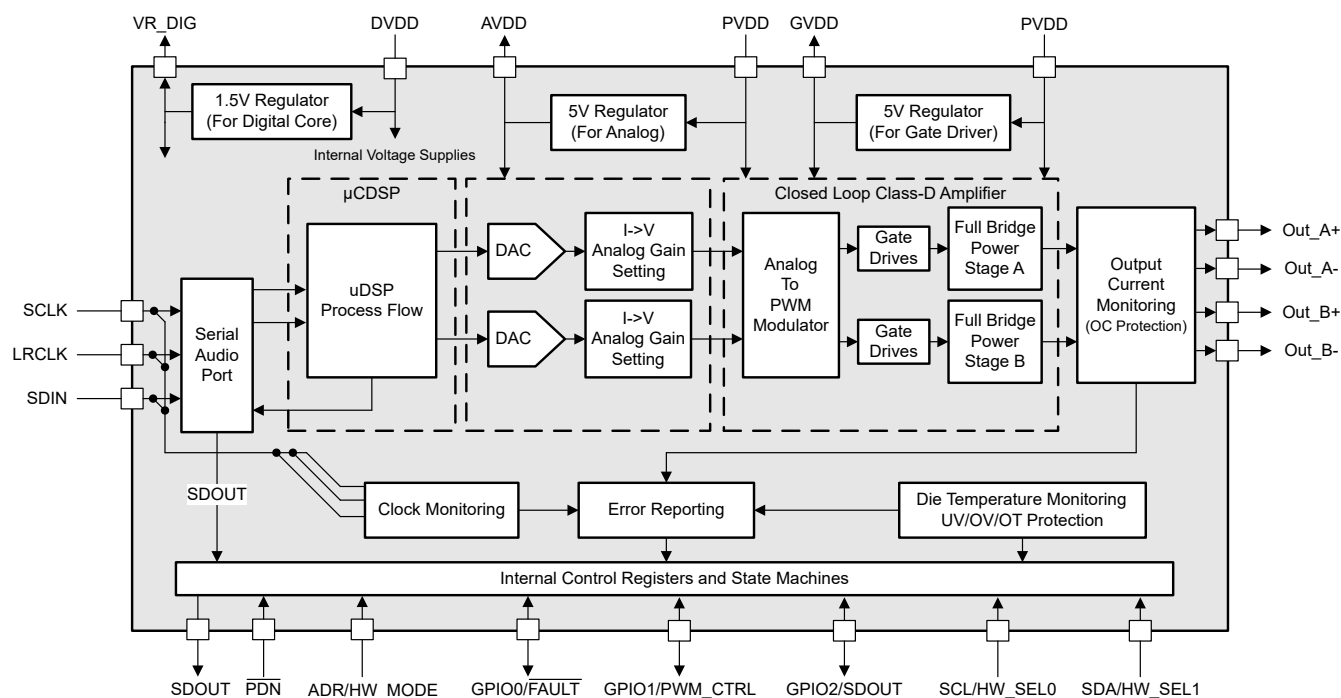 VR_DIG
DVDD
AVDD
PVDD
GVDD
PVDD
1.5V Regulator
(For Digital Core)
5V Regulator
(For Analog)
5V Regulator
(For Gate Driver)
Internal Voltage Supplies
µCDSP
Closed Loop Class-D Amplifier
SCLK
LRCLK
SDIN
Serial
Audio
Port
uDSP
Process Flow
DAC
I->V
Analog Gain
Setting
DAC
I->V
Analog Gain
Setting
Analog
To
PWM
Modulator
Gate
Drives
Full Bridge
Power
Stage A
Gate
Drives
Full Bridge
Power
Stage B
Output
Current
Monitoring
(OC Protection)
Out_A+
Out_A-
Out_B+
Out_B-
SDOUT
Clock Monitoring
Error Reporting
Die Temperature Monitoring
UV/OV/OT Protection
Internal Control Registers and State Machines
SDOUT
PDN
ADR/HW_MODE
GPIO0/FAULT
GPIO1/PWM_CTRL
GPIO2/SDOUT
SCL/HW_SEL0
SDA/HW_SEL1